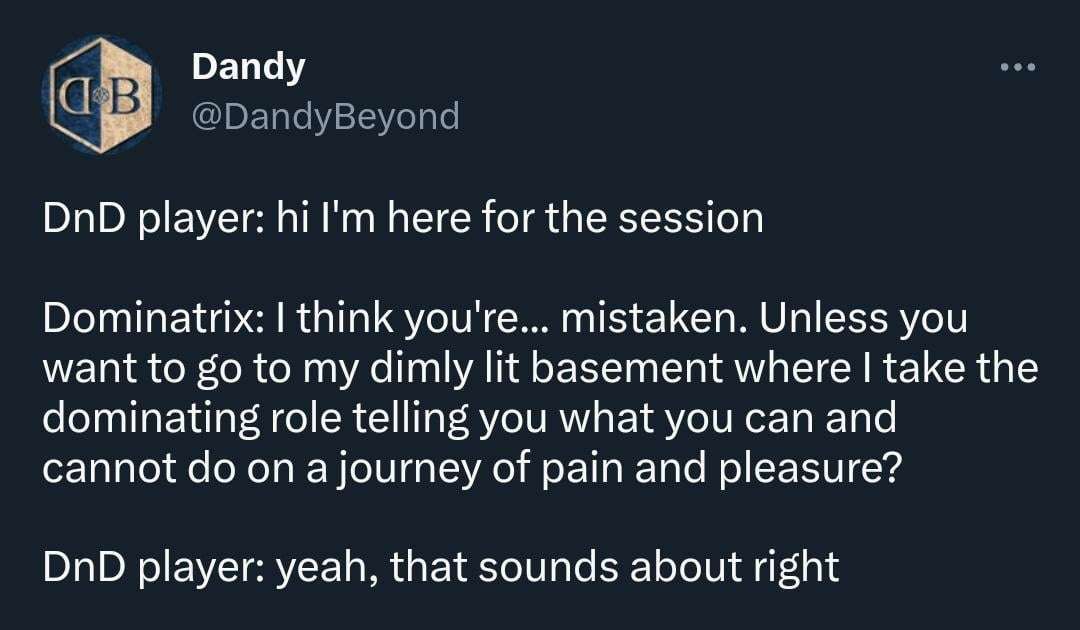 D&B
Dandy
@DandyBeyond
DnD player: hi I'm here for the session
Dominatrix: I think you're... mistaken. Unless you
want to go to my dimly lit basement where I take the
dominating role telling you what you can and
cannot do on a journey of pain and pleasure?
DnD player: yeah, that sounds about right